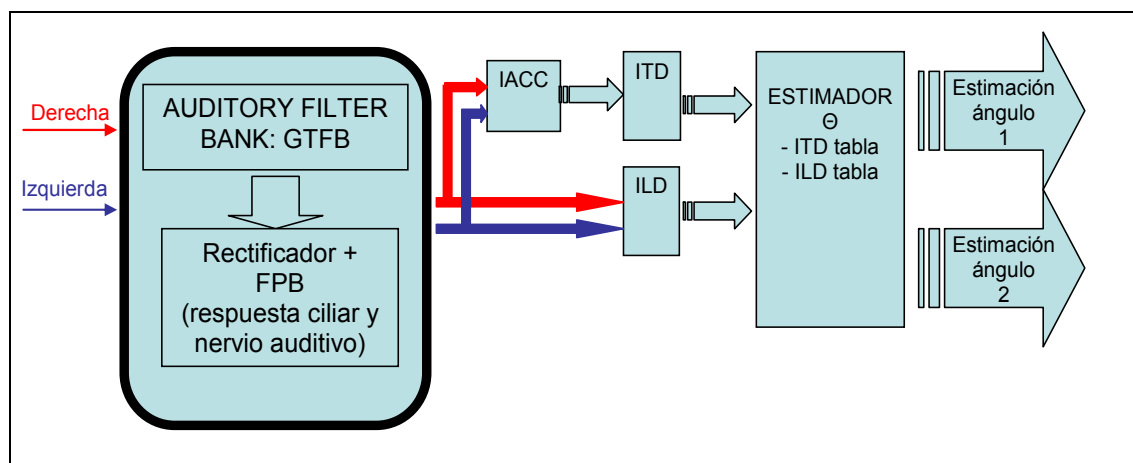 Derecha
Izquierda
AUDITORY FILTER
BANK: GTFB
Rectificador +
FPB
(respuesta ciliar y
nervio auditivo)
IACC
ITD
ILD
ESTIMADOR
Θ
- ITD tabla
- ILD tabla
Estimación
ángulo
1
Estimación
ángulo
2